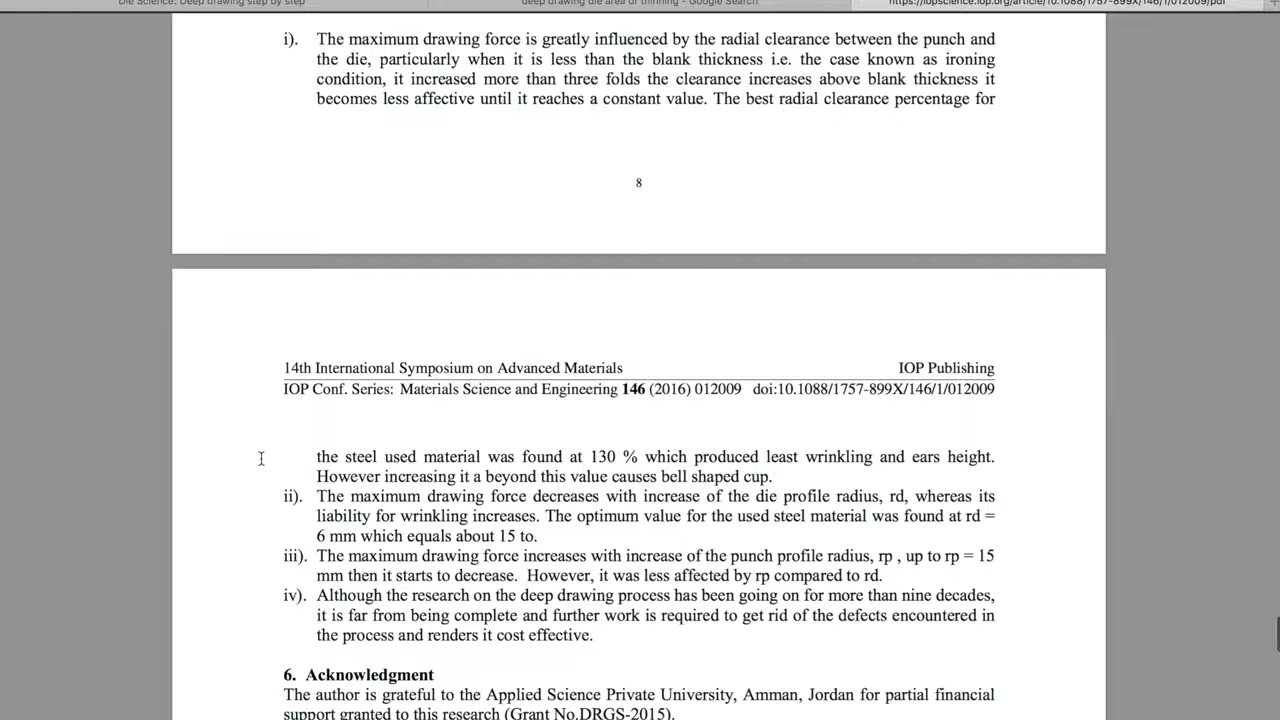 Die Science: Deep drawing step by step
deep drawing die area of thinning - Google Search
https://iopscience.iop.org/article/10.1088/1757-899X/146/1/012009/pdf
i). The maximum drawing force is greatly influenced by the radial clearance between the punch and
the die, particularly when it is less than the blank thickness i.e. the case known as ironing
condition, it increased more than three folds the clearance increases above blank thickness it
becomes less affective until it reaches a constant value. The best radial clearance percentage for
8
14th International Symposium on Advanced Materials IOP Publishing
IOP Conf. Series: Materials Science and Engineering 146 (2016) 012009 doi:10.1088/1757-899X/146/1/012009
the steel used material was found at 130 % which produced least wrinkling and ears height.
However increasing it a beyond this value causes bell shaped cup.
ii). The maximum drawing force decreases with increase of the die profile radius, rd, whereas its
liability for wrinkling increases. The optimum value for the used steel material was found at rd =
6 mm which equals about 15 to.
iii). The maximum drawing force increases with increase of the punch profile radius, rp , up to rp = 15
mm then it starts to decrease. However, it was less affected by rp compared to rd.
iv). Although the research on the deep drawing process has been going on for more than nine decades,
it is far from being complete and further work is required to get rid of the defects encountered in
the process and renders it cost effective.
6. Acknowledgment
The author is grateful to the Applied Science Private University, Amman, Jordan for partial financial
support granted to this research (Grant No.DRGS-2015).